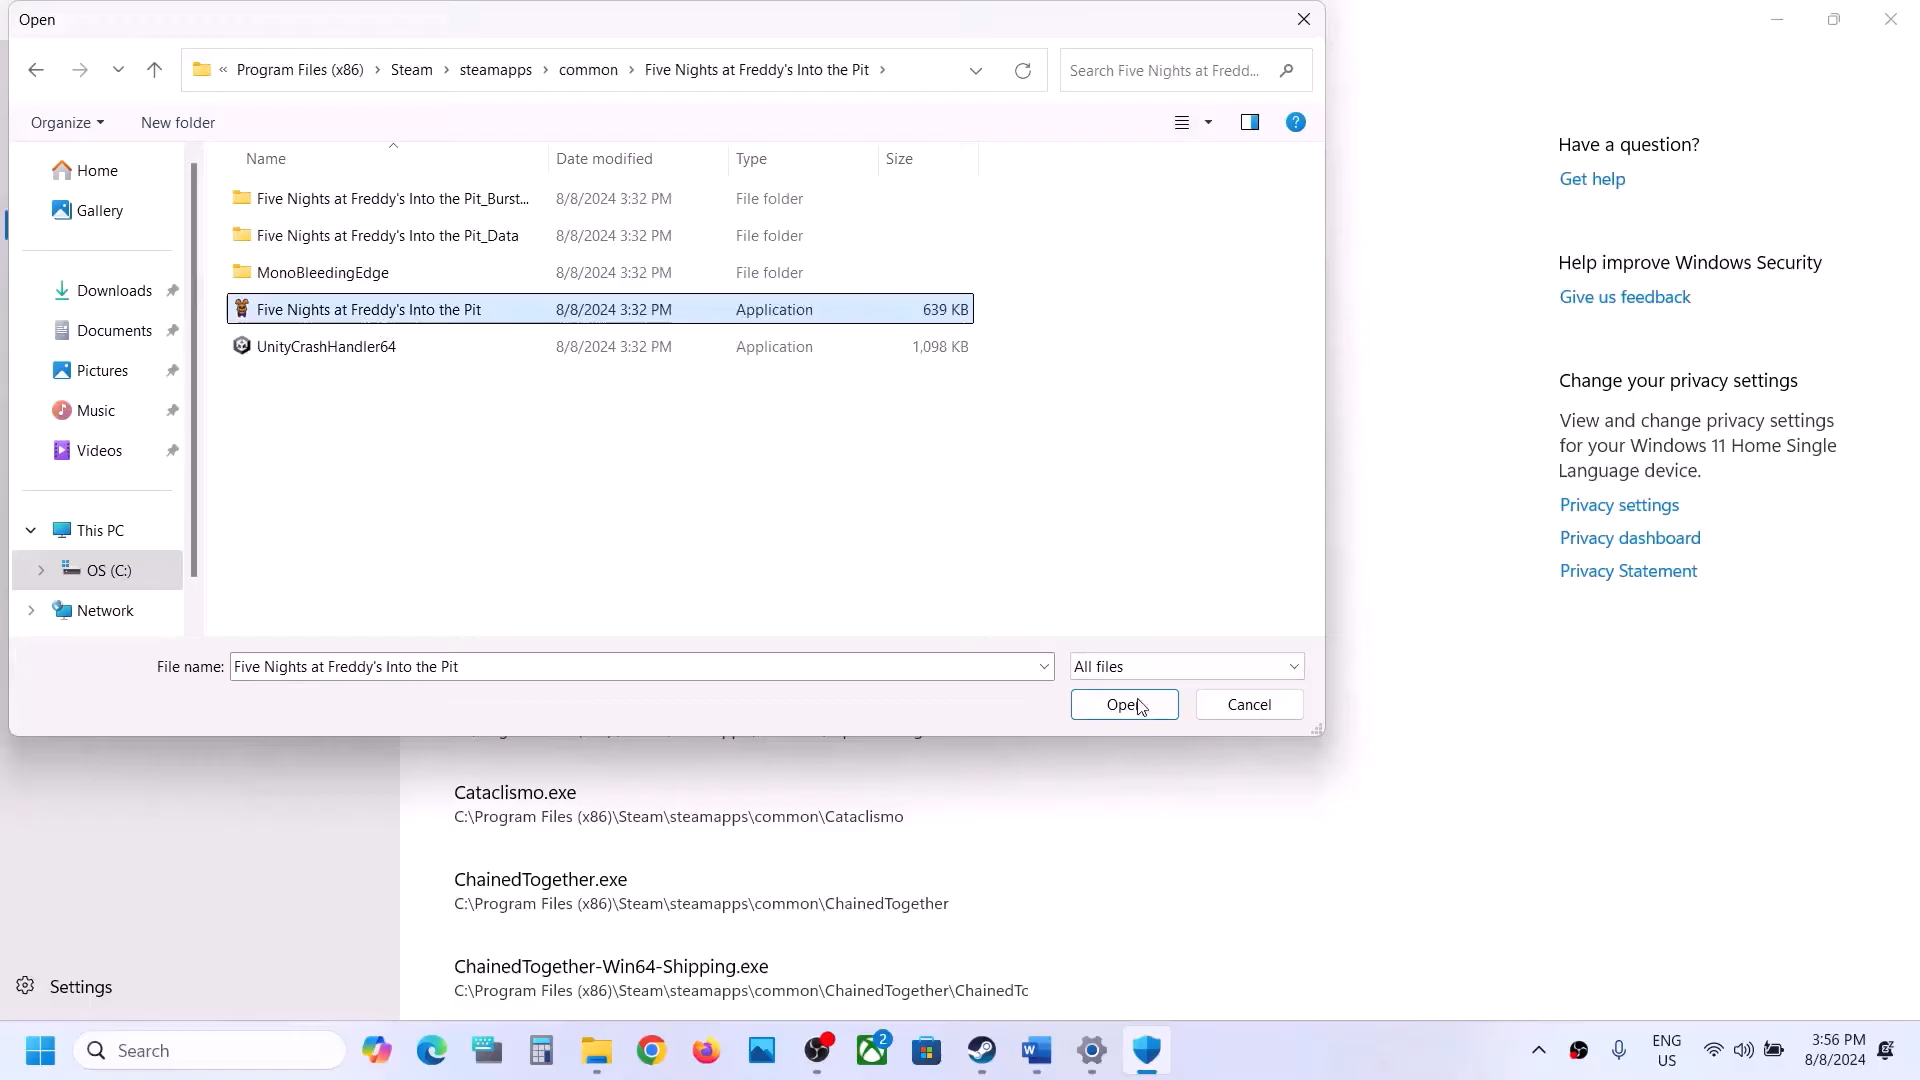 Open
« Program Files (x86) › Steam › steamapps › common › Five Nights at Freddy's Into the Pit ›
Search Five Nights at Fredd...
Organize
New folder
Name
Date modified
Type
Size
Five Nights at Freddy's Into the Pit_Burst... 8/8/2024 3:32 PM File folder
Five Nights at Freddy's Into the Pit_Data 8/8/2024 3:32 PM File folder
MonoBleedingEdge 8/8/2024 3:32 PM File folder
Five Nights at Freddy's Into the Pit 8/8/2024 3:32 PM Application 639 KB
UnityCrashHandler64 8/8/2024 3:32 PM Application 1,098 KB
Home
Gallery
Downloads
Documents
Pictures
Music
Videos
This PC
OS (C:)
Network
File name: Five Nights at Freddy's Into the Pit
All files
Open
Cancel
Have a question?
Get help
Help improve Windows Security
Give us feedback
Change your privacy settings
View and change privacy settings
for your Windows 11 Home Single
Language device.
Privacy settings
Privacy dashboard
Privacy Statement
Cataclismo.exe
C:\Program Files (x86)\Steam\steamapps\common\Cataclismo
ChainedTogether.exe
C:\Program Files (x86)\Steam\steamapps\common\ChainedTogether
ChainedTogether-Win64-Shipping.exe
C:\Program Files (x86)\Steam\steamapps\common\ChainedTogether\ChainedTc
Settings
Search
2
ENG
US
3:56 PM
8/8/2024